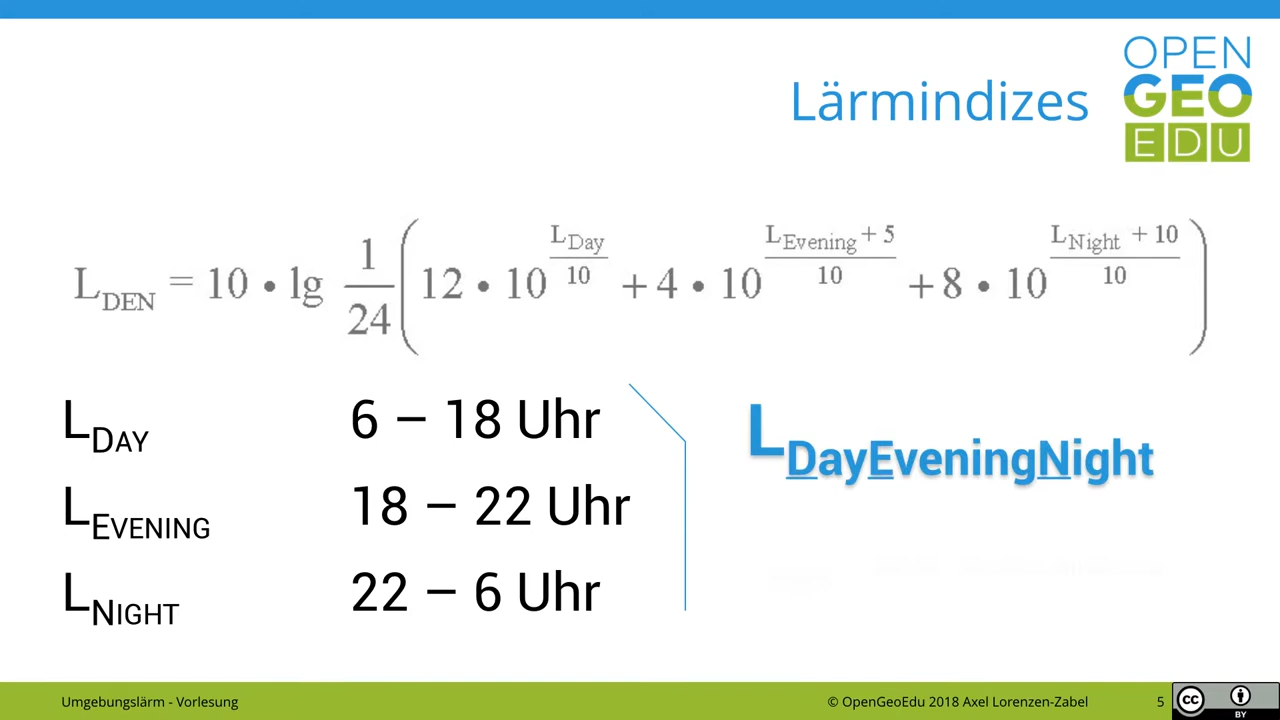 OPEN
GEO
EDU
Lärmindizes
L_DEN = 10 • lg 1/24 ( 12 • 10^(L_Day/10) + 4 • 10^((L_Evening + 5)/10) + 8 • 10^((L_Night + 10)/10) )
L_DAY 6 – 18 Uhr
L_EVENING 18 – 22 Uhr
L_NIGHT 22 – 6 Uhr
L_DayEveningNight
Umgebungslärm - Vorlesung
© OpenGeoEdu 2018 Axel Lorenzen-Zabel
5
CC
BY